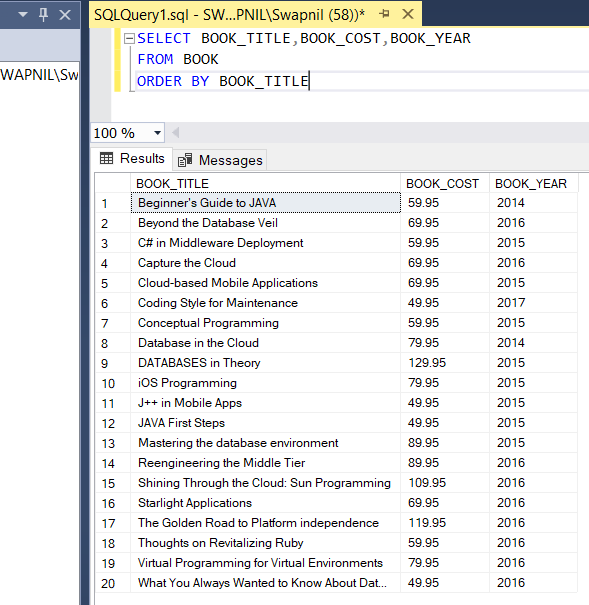 SQLQuery1.sql - SW...PNIL\Swapnil (58))*
SELECT BOOK_TITLE,BOOK_COST,BOOK_YEAR
FROM BOOK
ORDER BY BOOK_TITLE
WAPNIL\Sw
100 %
Results Messages
BOOK_TITLE BOOK_COST BOOK_YEAR
1 Beginner's Guide to JAVA 59.95 2014
2 Beyond the Database Veil 69.95 2016
3 C# in Middleware Deployment 59.95 2015
4 Capture the Cloud 69.95 2016
5 Cloud-based Mobile Applications 69.95 2015
6 Coding Style for Maintenance 49.95 2017
7 Conceptual Programming 59.95 2015
8 Database in the Cloud 79.95 2014
9 DATABASES in Theory 129.95 2015
10 iOS Programming 79.95 2015
11 J++ in Mobile Apps 49.95 2015
12 JAVA First Steps 49.95 2015
13 Mastering the database environment 89.95 2015
14 Reengineering the Middle Tier 89.95 2016
15 Shining Through the Cloud: Sun Programming 109.95 2016
16 Starlight Applications 69.95 2016
17 The Golden Road to Platform independence 119.95 2016
18 Thoughts on Revitalizing Ruby 59.95 2016
19 Virtual Programming for Virtual Environments 79.95 2016
20 What You Always Wanted to Know About Dat... 49.95 2016